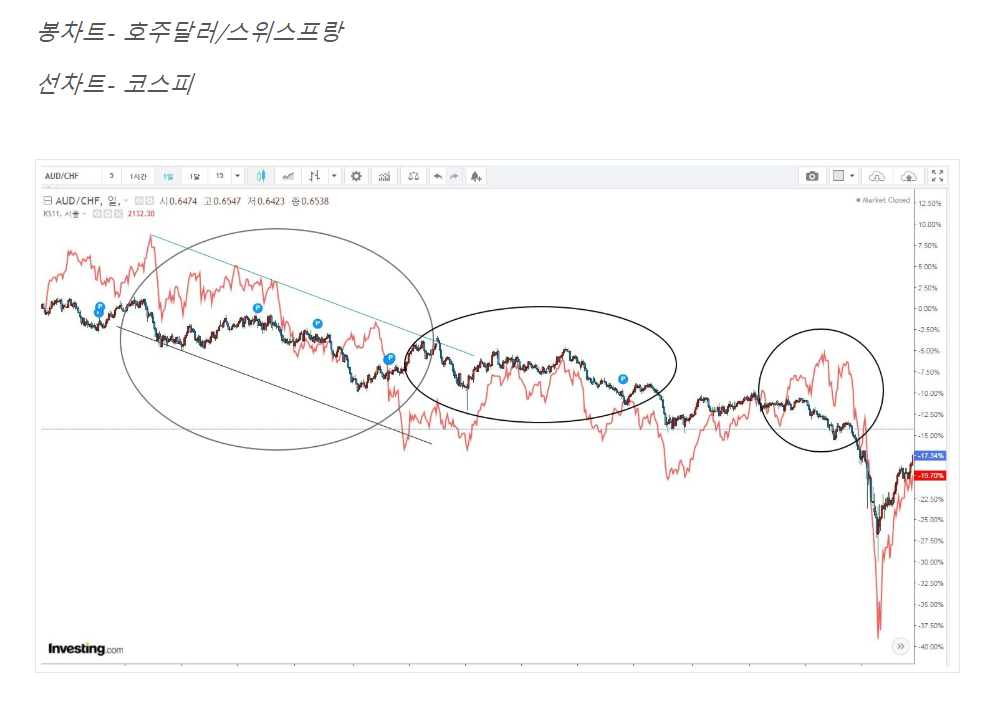 봉차트- 호주달러/스위스프랑
선차트- 코스피
AUD/CHF 5 1시간 1일 1달 15
AUD/CHF, 일, 시0.6474 고0.6547 저0.6423 종0.6538
KS11, 서울 2132.30
Market Closed
12.50%
10.00%
7.50%
5.00%
2.50%
0.00%
-2.50%
-5.00%
-7.50%
-10.00%
-12.50%
-15.00%
-17.34%
-19.70%
-22.50%
-25.00%
-27.50%
-30.00%
-32.50%
-35.00%
-37.50%
-40.00%
P
P
P
P
P
P
Investing.com